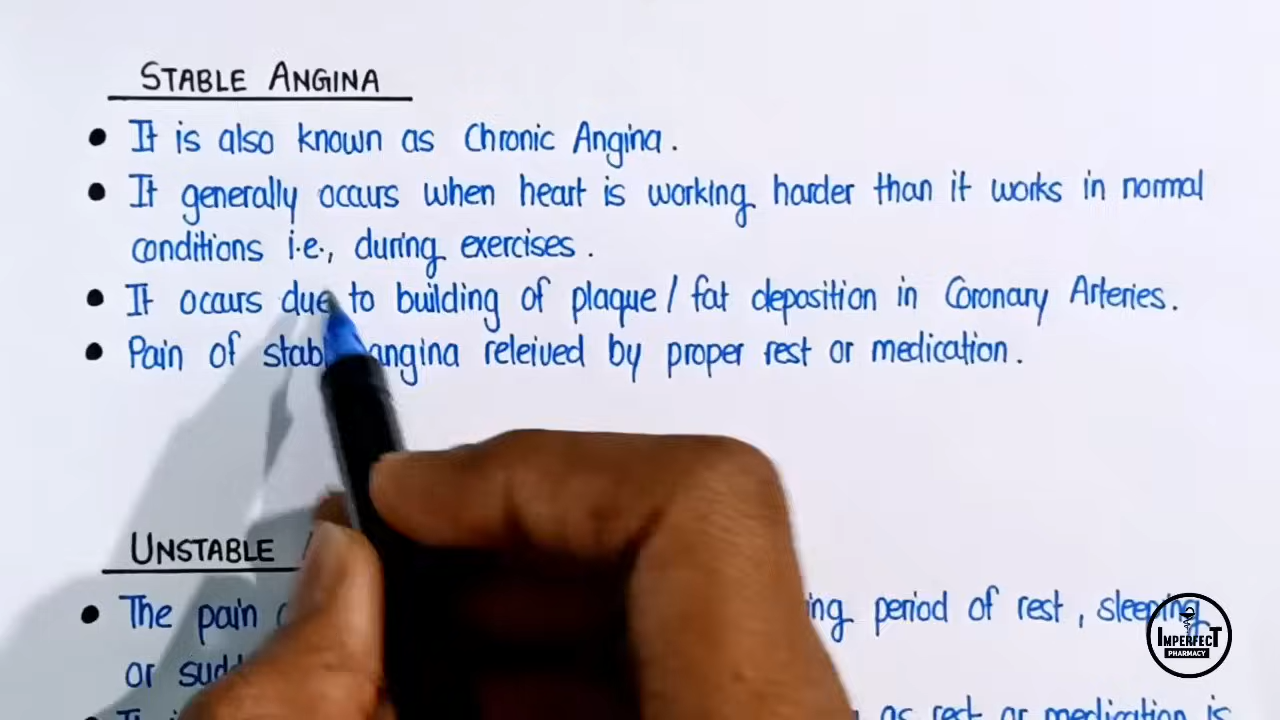 STABLE ANGINA
• It is also known as Chronic Angina.
• It generally occurs when heart is working harder than it works in normal
conditions i.e., during exercises.
• It occurs due to building of plaque / fat deposition in Coronary Arteries.
• Pain of stable angina releived by proper rest or medication.
UNSTABLE
• The pain ing period of rest, sleeping
or sudd
as rest or medication is
IMPERFECT
PHARMACY